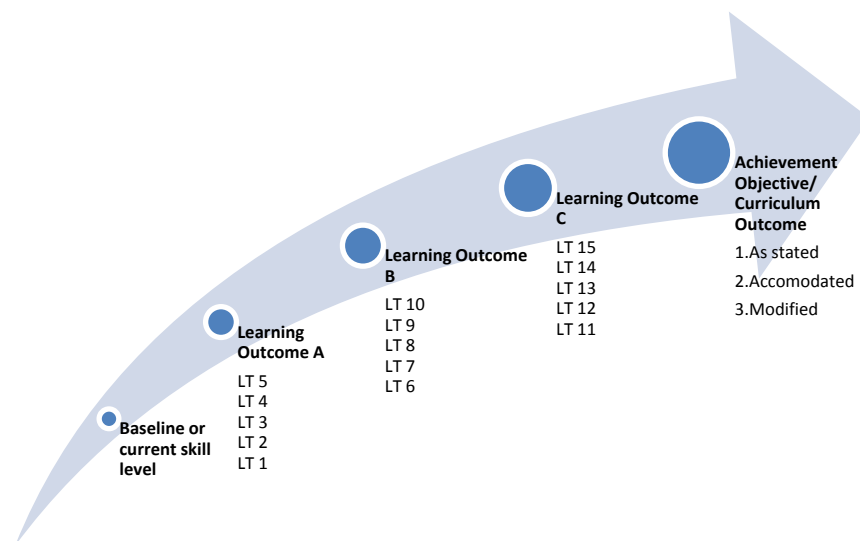 Baseline or
current skill
level
Learning
Outcome A
LT 5
LT 4
LT 3
LT 2
LT 1
Learning Outcome
B
LT 10
LT 9
LT 8
LT 7
LT 6
Learning Outcome
C
LT 15
LT 14
LT 13
LT 12
LT 11
Achievement
Objective/
Curriculum
Outcome
1.As stated
2.Accomodated
3.Modified